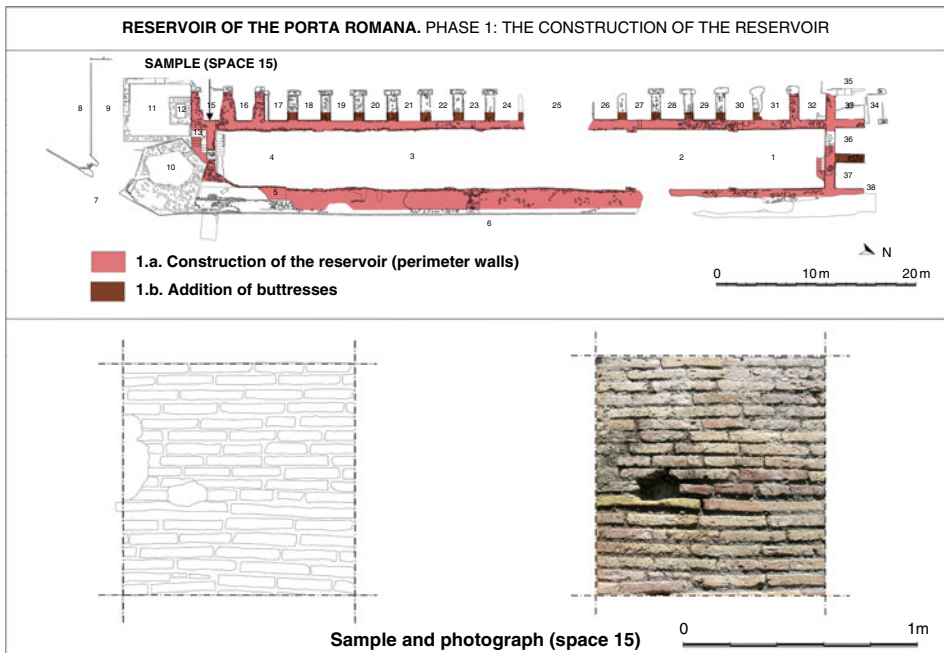 RESERVOIR OF THE PORTA ROMANA. PHASE 1: THE CONSTRUCTION OF THE RESERVOIR
SAMPLE (SPACE 15)
35
8 9 11 12 15 16 17 18 19 20 21 22 23 24 25 26 27 28 29 30 31 32 33 34
13
36
10 4 3 2 1
37
5 38
7 6
N
1.a. Construction of the reservoir (perimeter walls)
1.b. Addition of buttresses
0 10 m 20 m
Sample and photograph (space 15)
0 1m